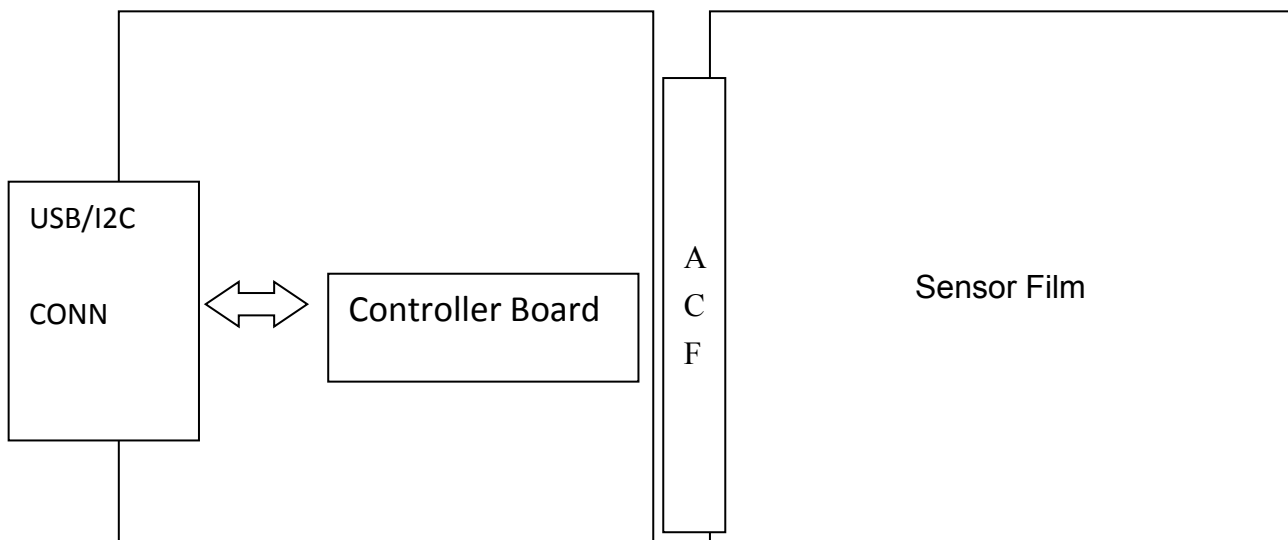 USB/I2C
CONN
Controller Board
A
C
F
Sensor Film